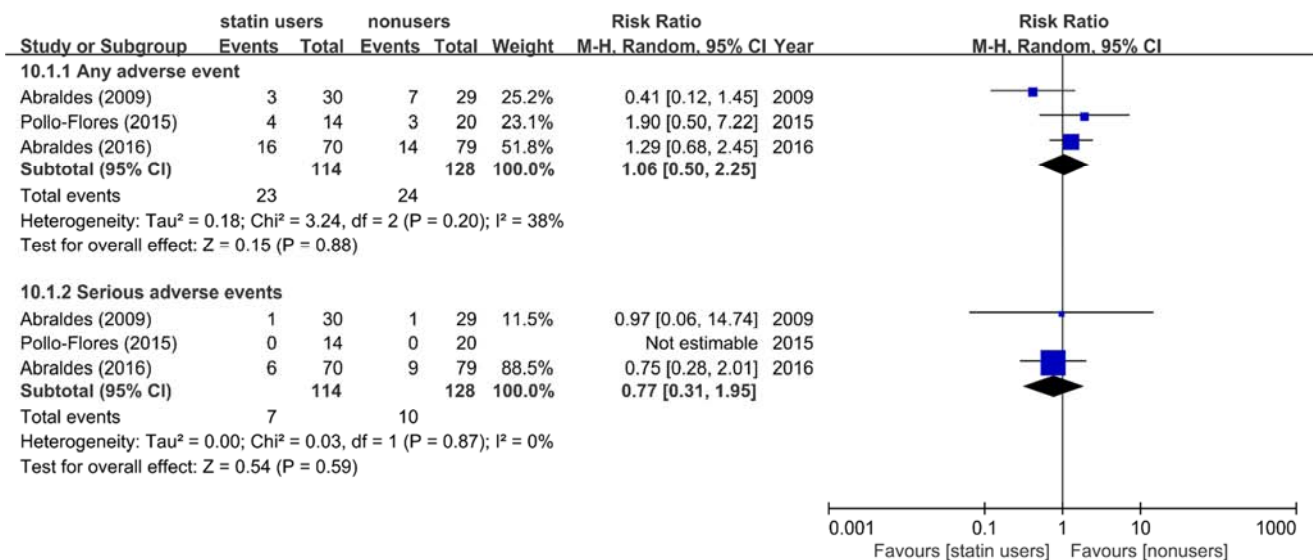 statin users nonusers Risk Ratio Risk Ratio
Study or Subgroup Events Total Events Total Weight M-H, Random, 95% CI Year M-H, Random, 95% CI
10.1.1 Any adverse event
Abraldes (2009) 3 30 7 29 25.2% 0.41 [0.12, 1.45] 2009
Pollo-Flores (2015) 4 14 3 20 23.1% 1.90 [0.50, 7.22] 2015
Abraldes (2016) 16 70 14 79 51.8% 1.29 [0.68, 2.45] 2016
Subtotal (95% CI) 114 128 100.0% 1.06 [0.50, 2.25]
Total events 23 24
Heterogeneity: Tau² = 0.18; Chi² = 3.24, df = 2 (P = 0.20); I² = 38%
Test for overall effect: Z = 0.15 (P = 0.88)
10.1.2 Serious adverse events
Abraldes (2009) 1 30 1 29 11.5% 0.97 [0.06, 14.74] 2009
Pollo-Flores (2015) 0 14 0 20 Not estimable 2015
Abraldes (2016) 6 70 9 79 88.5% 0.75 [0.28, 2.01] 2016
Subtotal (95% CI) 114 128 100.0% 0.77 [0.31, 1.95]
Total events 7 10
Heterogeneity: Tau² = 0.00; Chi² = 0.03, df = 1 (P = 0.87); I² = 0%
Test for overall effect: Z = 0.54 (P = 0.59)
0.001 0.1 1 10 1000
Favours [statin users] Favours [nonusers]